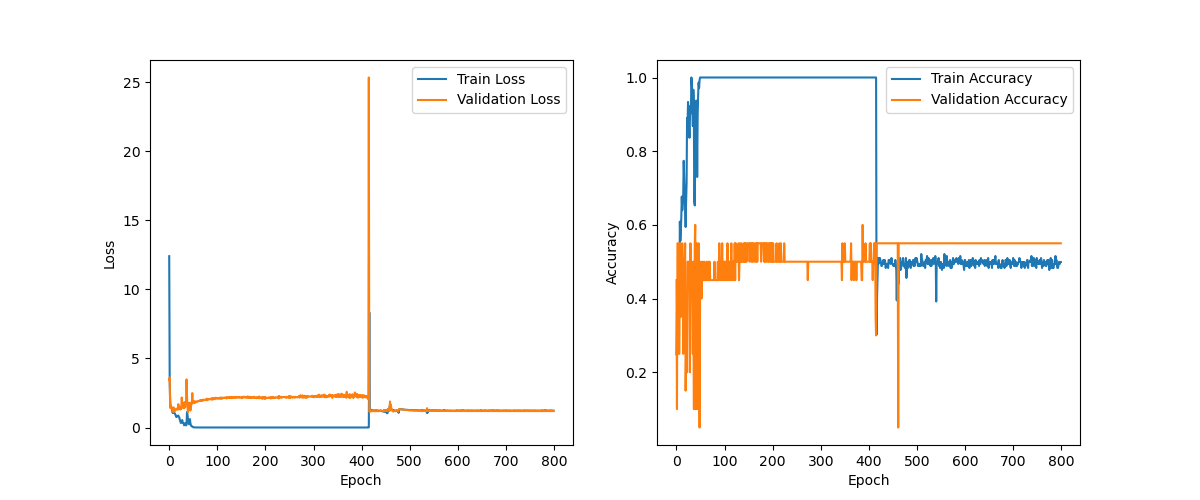 Train Loss
Validation Loss
25
20
15
10
5
0
Loss
0 100 200 300 400 500 600 700 800
Epoch
Train Accuracy
Validation Accuracy
1.0
0.8
0.6
0.4
0.2
Accuracy
0 100 200 300 400 500 600 700 800
Epoch